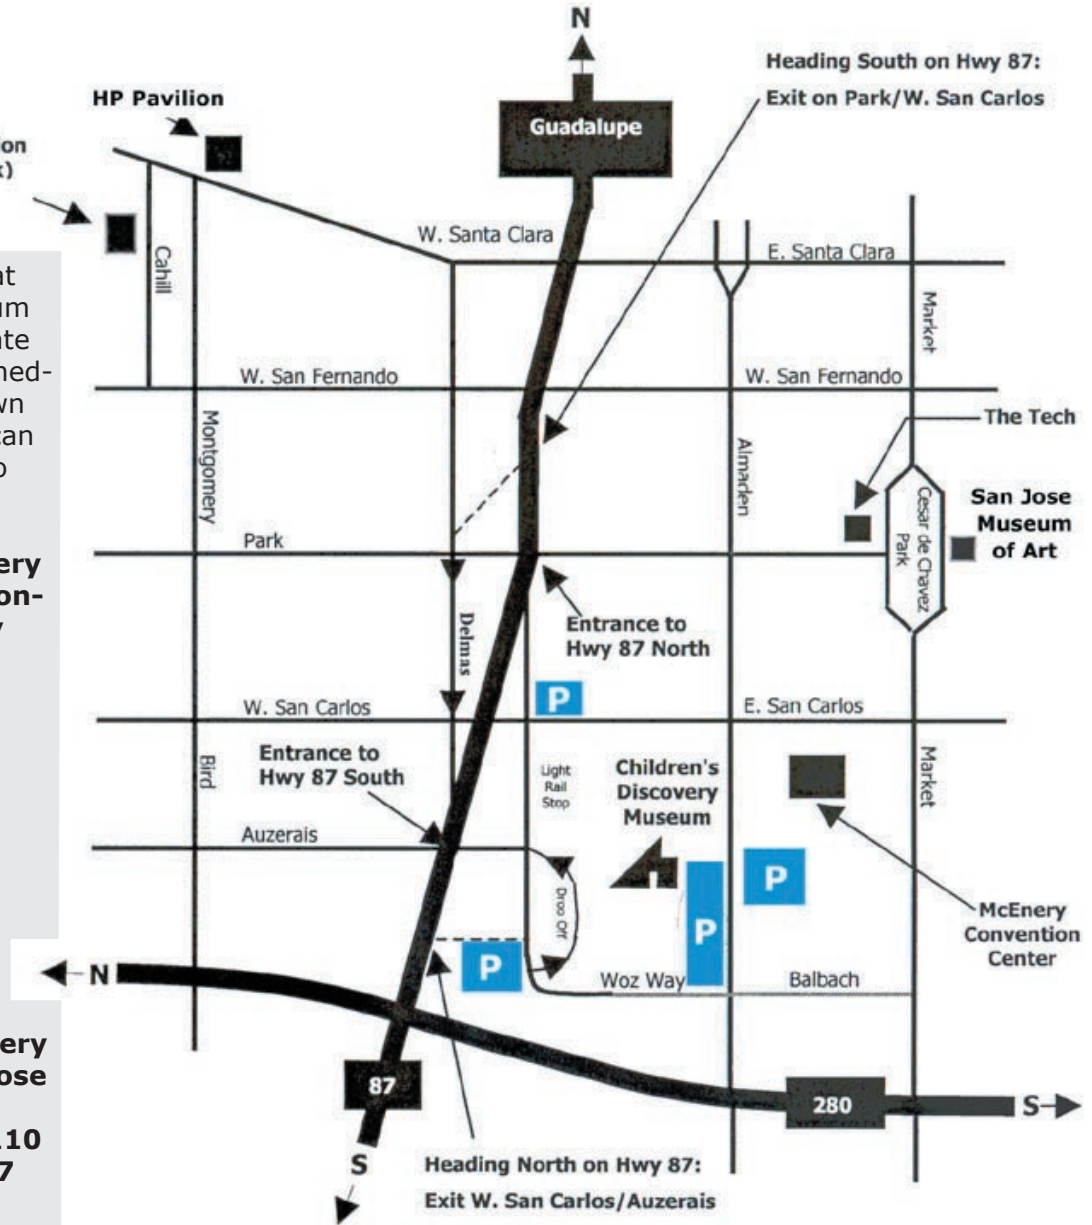 N
Heading South on Hwy 87:
Exit on Park/W. San Carlos
HP Pavilion
Guadalupe
W. Santa Clara
E. Santa Clara
Cahill
Market
W. San Fernando
W. San Fernando
Montgomery
Almaden
The Tech
Cesar de Chavez
Park
San Jose
Museum
of Art
Park
Delmas
Entrance to
Hwy 87 North
P
W. San Carlos
E. San Carlos
Bird
Entrance to
Hwy 87 South
Light
Rail
Stop
Children's
Discovery
Museum
Market
Auzerais
Drop Off
P
P
P
McEnery
Convention
Center
Woz Way
Balbach
N
87
280
S
S
Heading North on Hwy 87:
Exit W. San Carlos/Auzerais
at
own
can
7